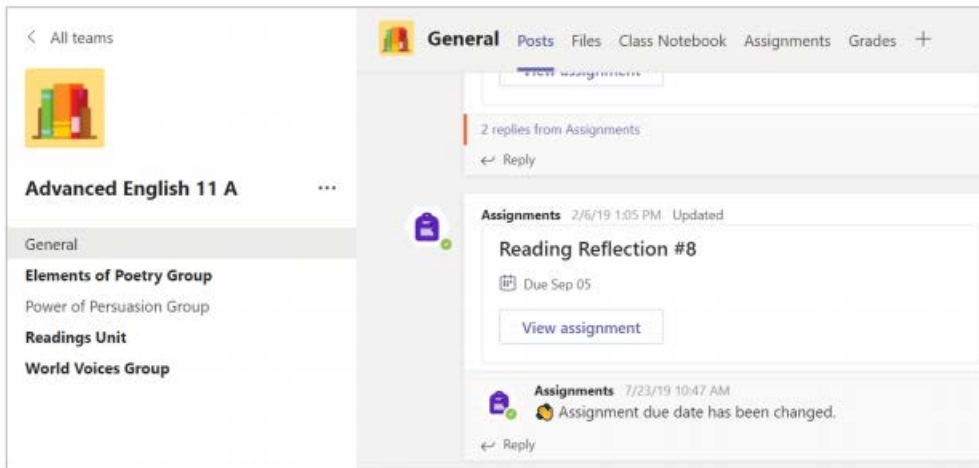 All teams
Advanced English 11 A
General
Elements of Poetry Group
Power of Persuasion Group
Readings Unit
World Voices Group
General Posts Files Class Notebook Assignments Grades
View assignment
2 replies from Assignments
Reply
Assignments 2/6/19 1:05 PM Updated
Reading Reflection #8
Due Sep 05
View assignment
Assignments 7/23/19 10:47 AM
Assignment due date has been changed.
Reply